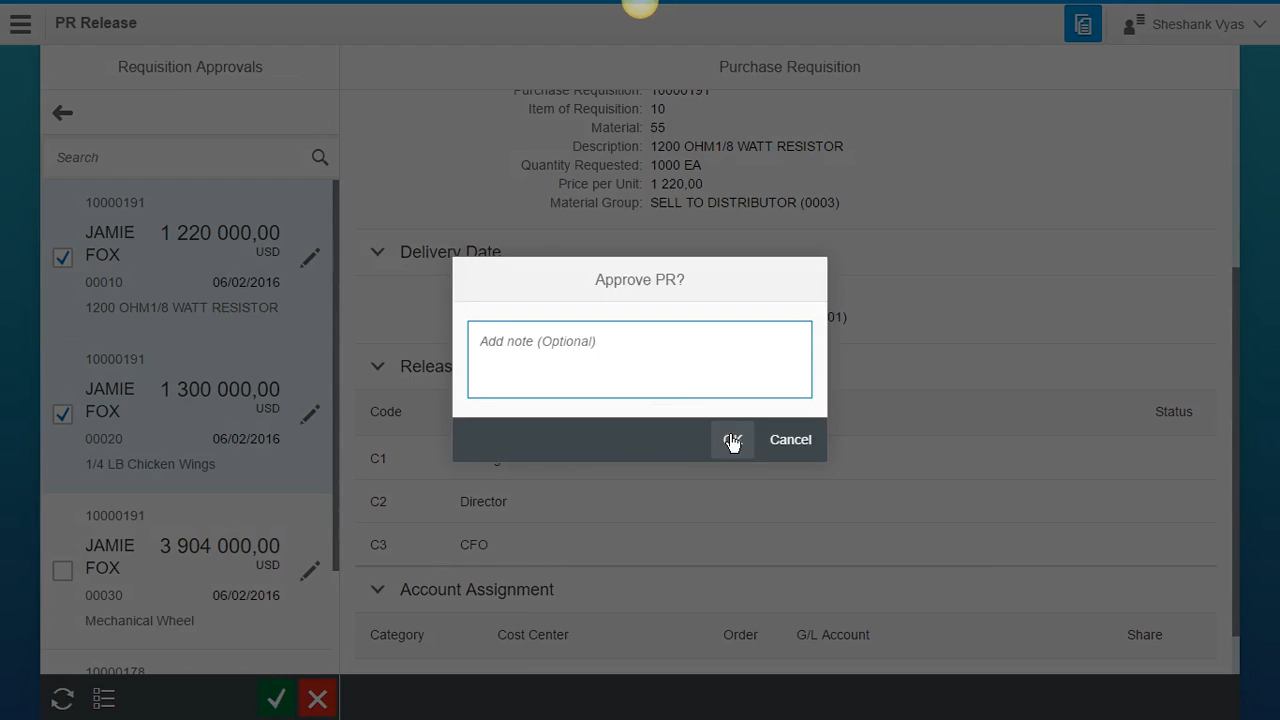 PR Release
Sheshank Vyas
Requisition Approvals
Purchase Requisition
Search
10000191
JAMIE FOX
1 220 000,00
USD
00010
06/02/2016
1200 OHM1/8 WATT RESISTOR
10000191
JAMIE FOX
1 300 000,00
USD
00020
06/02/2016
1/4 LB Chicken Wings
10000191
JAMIE FOX
3 904 000,00
USD
00030
06/02/2016
Mechanical Wheel
10000178
Purchase Requisition: 10000191
Item of Requisition: 10
Material: 55
Description: 1200 OHM1/8 WATT RESISTOR
Quantity Requested: 1000 EA
Price per Unit: 1 220,00
Material Group: SELL TO DISTRIBUTOR (0003)
Delivery Date
01)
Approve PR?
Add note (Optional)
Cancel
Code
Status
C1
C2 Director
C3 CFO
Account Assignment
Category Cost Center Order G/L Account Share